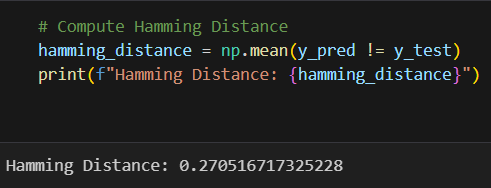 # Compute Hamming Distance
hamming_distance = np.mean(y_pred != y_test)
print(f"Hamming Distance: {hamming_distance}")
Hamming Distance: 0.270516717325228